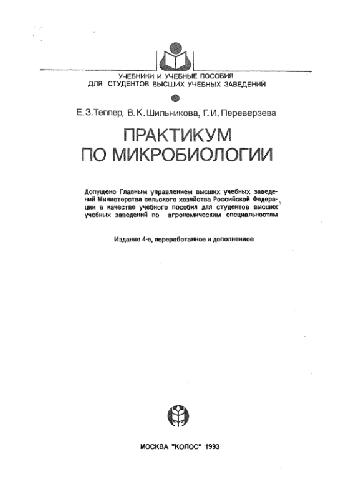 УЧЕБНИКИ И УЧЕБНЫЕ ПОСОБИЯ
ДЛЯ СТУДЕНТОВ ВЫСШИХ УЧЕБНЫХ ЗАВЕДЕНИЙ
Е.З.Теппер, В.К.Шильникова, Г.И.Переверзева
ПРАКТИКУМ
ПО МИКРОБИОЛОГИИ
Допущено Главным управлением высших учебных заведе-
ний Министерства сельского хозяйства Российской Федера-
ции в качестве учебного пособия для студентов высших
учебных заведений по агрономическим специальностям
Издание 4-е, переработанное и дополненное
МОСКВА "КОЛОС" 1993